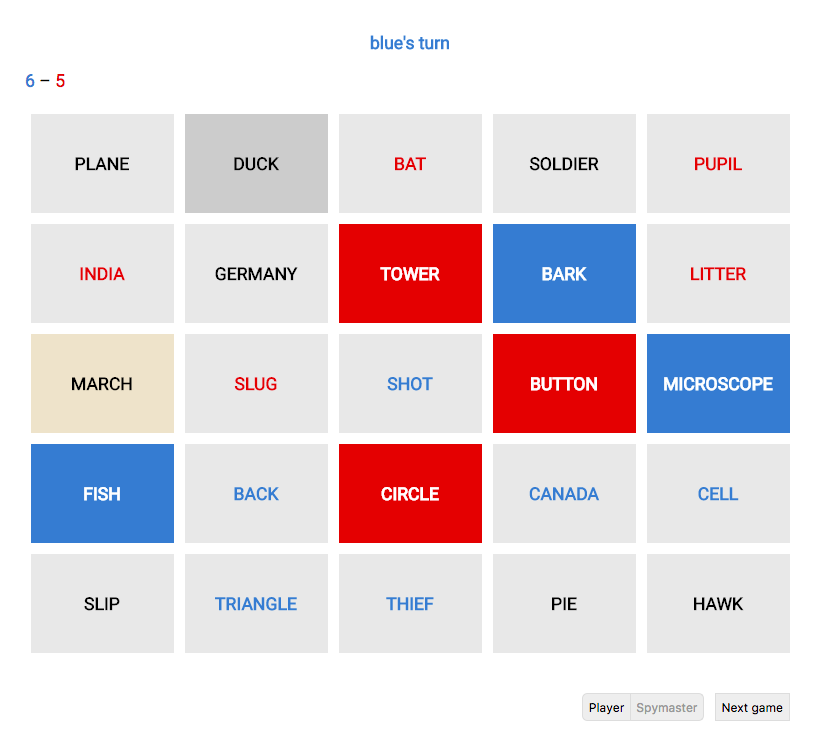 blue's turn
6 – 5
PLANE DUCK BAT SOLDIER PUPIL
INDIA GERMANY TOWER BARK LITTER
MARCH SLUG SHOT BUTTON MICROSCOPE
FISH BACK CIRCLE CANADA CELL
SLIP TRIANGLE THIEF PIE HAWK
Player Spymaster Next game